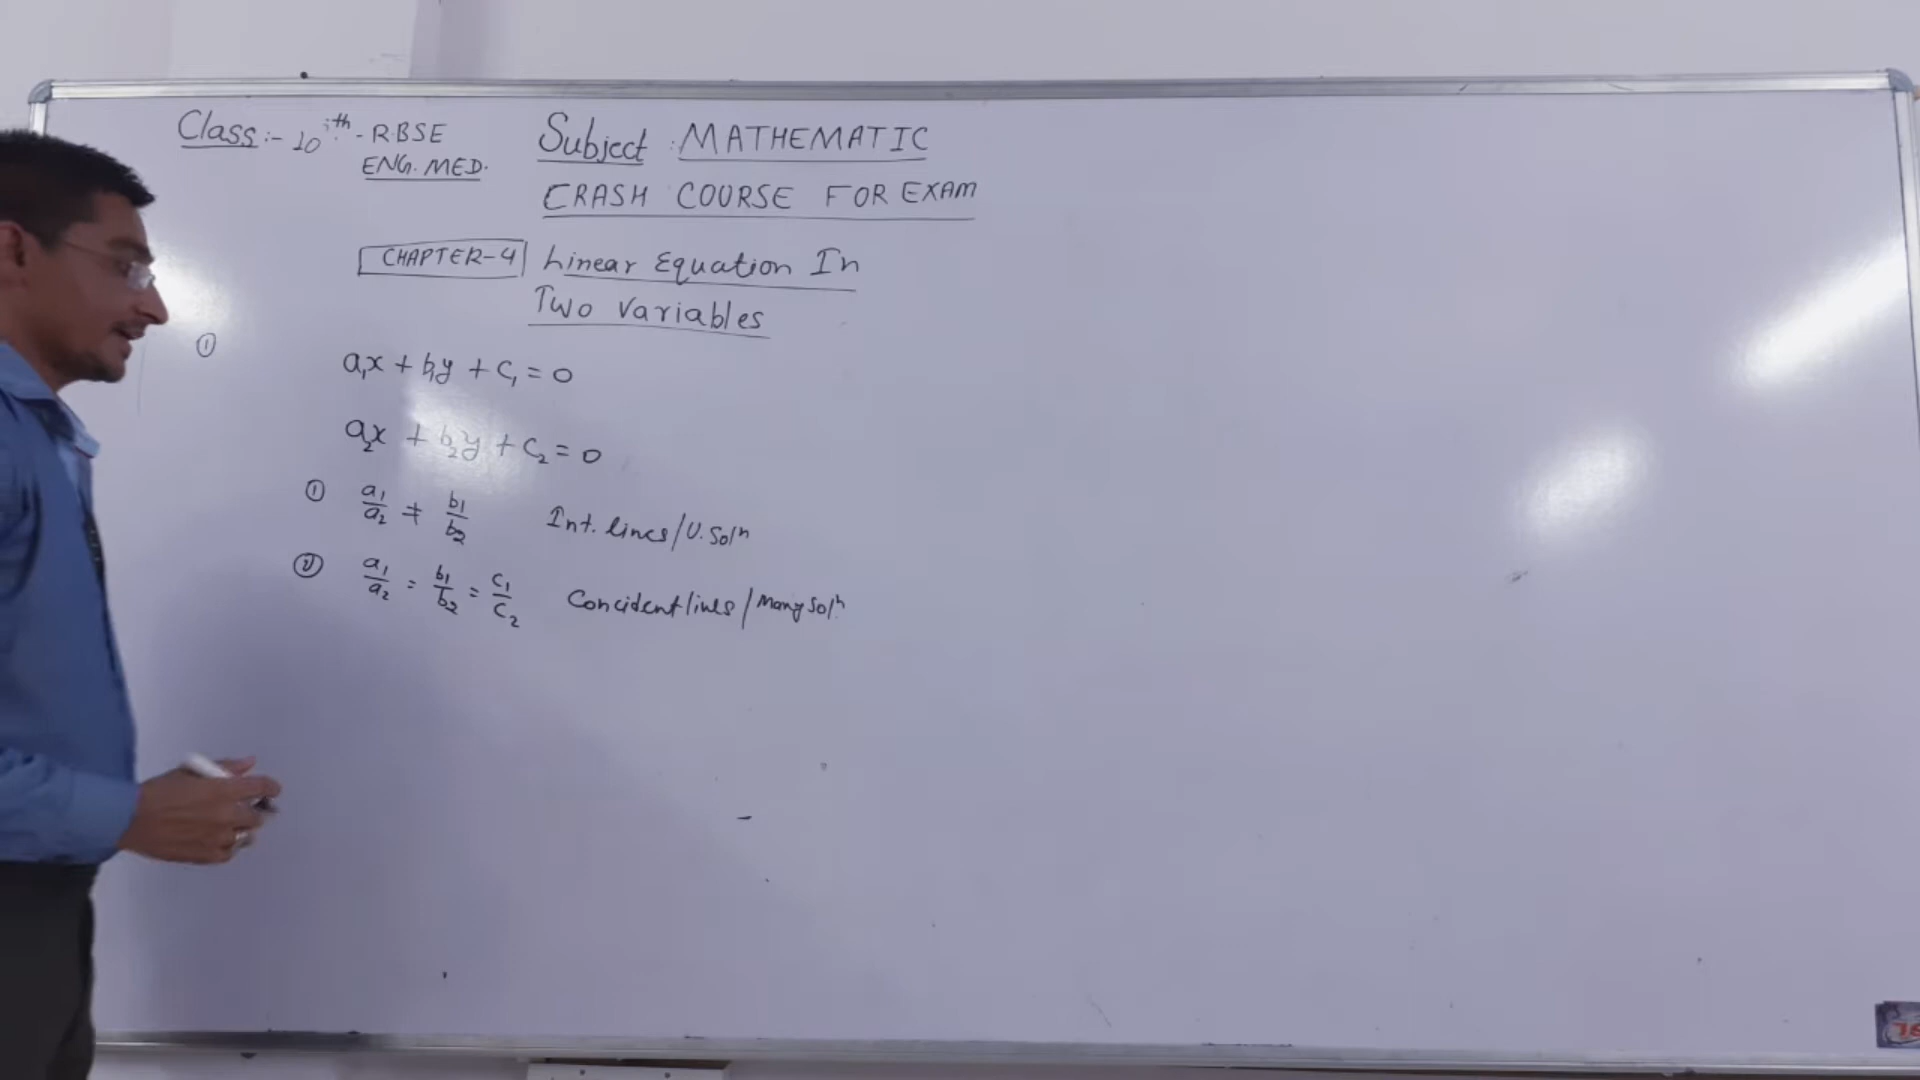 Class:- 10th - RBSE
ENG. MED.
Subject : MATHEMATIC
CRASH COURSE FOR EXAM
CHAPTER-4 Linear Equation In
Two Variables
①
a₁x + b₁y + c₁ = 0
a₂x + b₂y + c₂ = 0
① a₁/a₂ ≠ b₁/b₂ Int. lines/U. Solⁿ
② a₁/a₂ = b₁/b₂ = c₁/c₂ Concident lines/Many Solⁿ